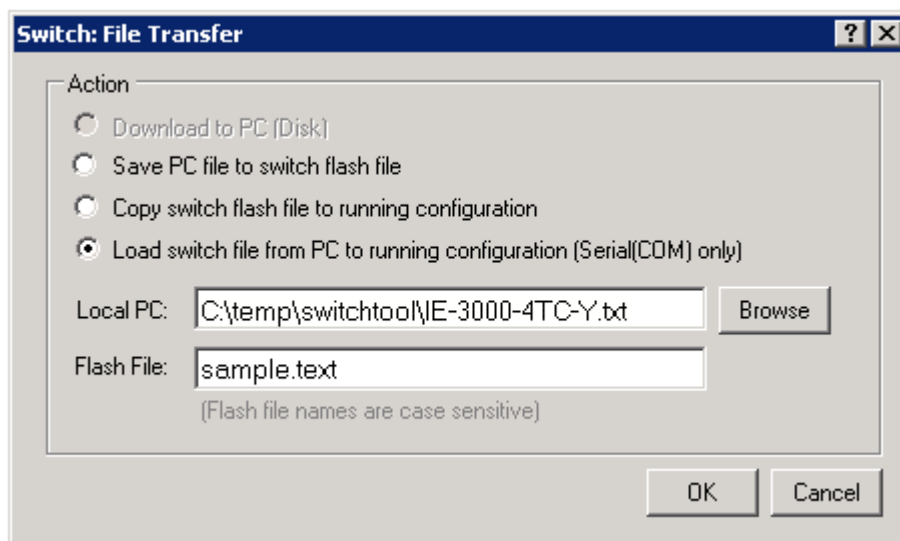 Switch: File Transfer
Action
Download to PC (Disk)
Save PC file to switch flash file
Copy switch flash file to running configuration
Load switch file from PC to running configuration (Serial(COM) only)
Local PC: C:\temp\switchtool\IE-3000-4TC-Y.txt Browse
Flash File: sample.text
(Flash file names are case sensitive)
OK Cancel